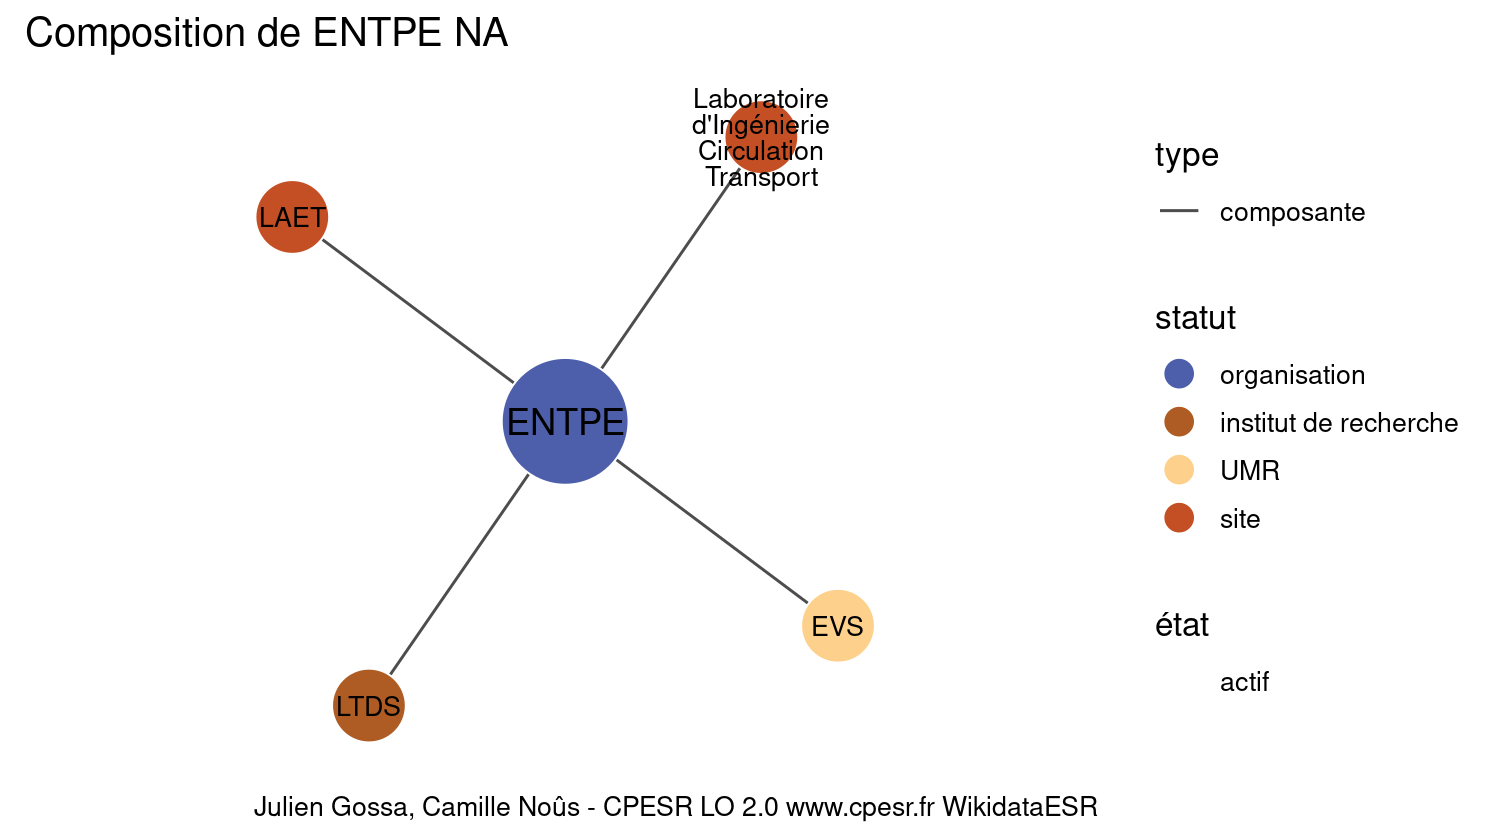 Composition de ENTPE NA
Laboratoire
d'Ingénierie
Circulation
Transport
LAET
ENTPE
EVS
LTDS
type
composante
statut
organisation
institut de recherche
UMR
site
état
actif
Julien Gossa, Camille Noûs - CPESR LO 2.0 www.cpesr.fr WikidataESR